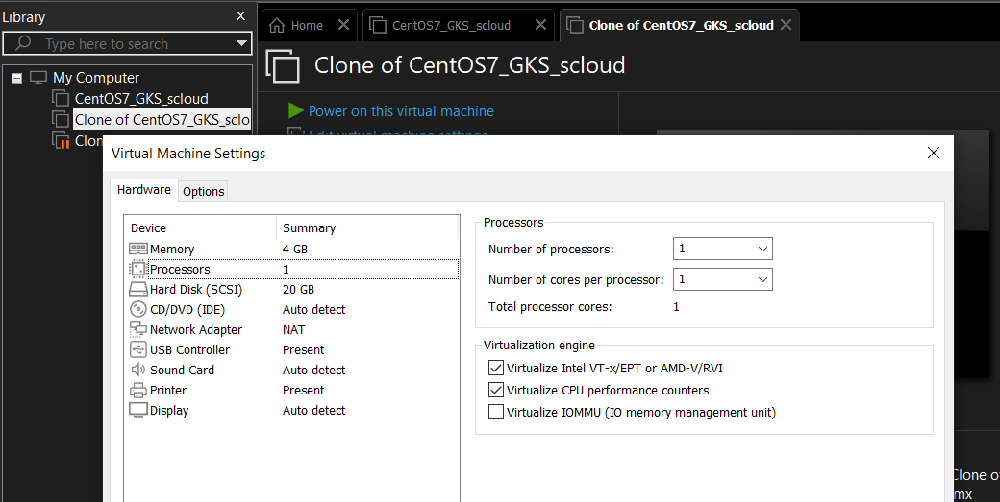 Library
Home
CentOS7_GKS_scloud
Clone of CentOS7_GKS_scloud
Type here to search
Clone of CentOS7_GKS_scloud
My Computer
CentOS7_GKS_scloud
Clone of CentOS7_GKS_sclo
Clon
Power on this virtual machine
Edit virtual machine settings
Virtual Machine Settings
Hardware
Options
Device Summary
Memory 4 GB
Processors 1
Hard Disk (SCSI) 20 GB
CD/DVD (IDE) Auto detect
Network Adapter NAT
USB Controller Present
Sound Card Auto detect
Printer Present
Display Auto detect
Processors
Number of processors: 1
Number of cores per processor: 1
Total processor cores: 1
Virtualization engine
Virtualize Intel VT-x/EPT or AMD-V/RVI
Virtualize CPU performance counters
Virtualize IOMMU (IO memory management unit)
Clone o
mx